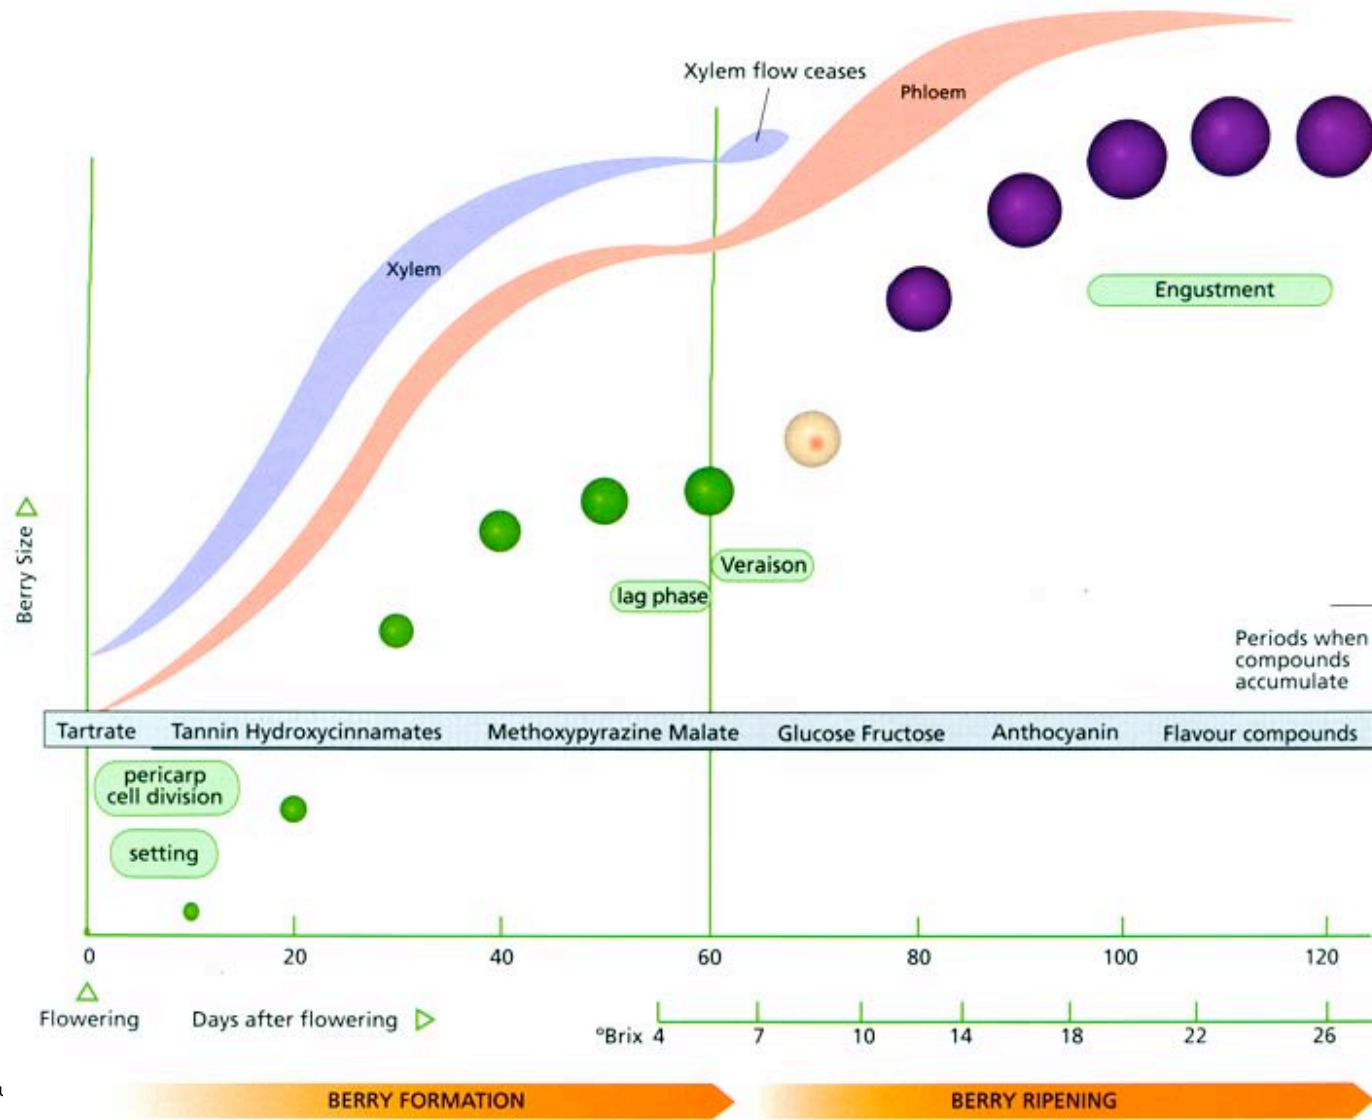 Xylem flow ceases
Phloem
Xylem
Engustment
Berry Size
Veraison
lag phase
Periods when
compounds
accumulate
Tartrate Tannin Hydroxycinnamates Methoxypyrazine Malate Glucose Fructose Anthocyanin Flavour compounds
pericarp
cell division
setting
0 20 40 60 80 100 120
Flowering Days after flowering
°Brix 4 7 10 14 18 22 26
BERRY FORMATION BERRY RIPENING